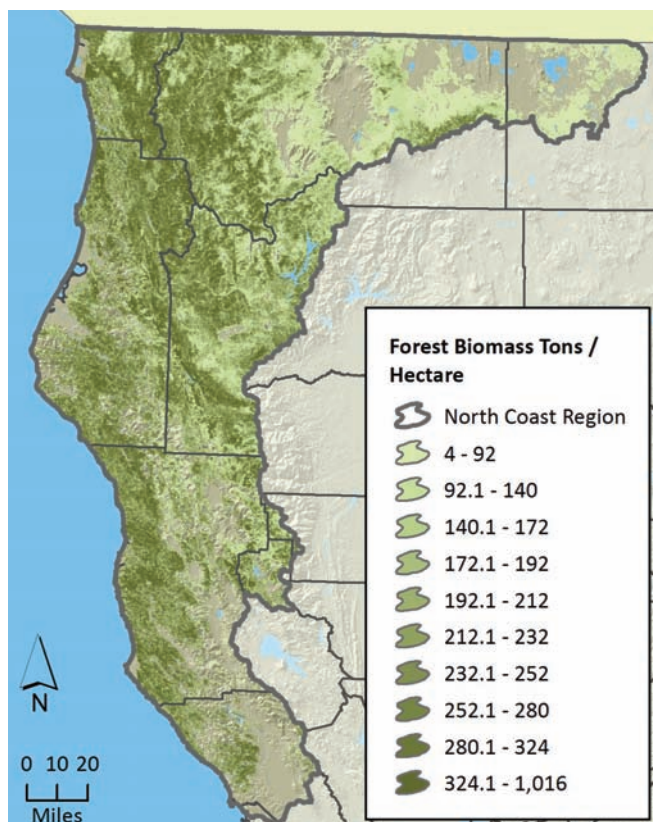 Forest Biomass Tons /
Hectare
North Coast Region
4 - 92
92.1 - 140
140.1 - 172
172.1 - 192
192.1 - 212
212.1 - 232
232.1 - 252
252.1 - 280
280.1 - 324
324.1 - 1,016
N
0 10 20
Miles